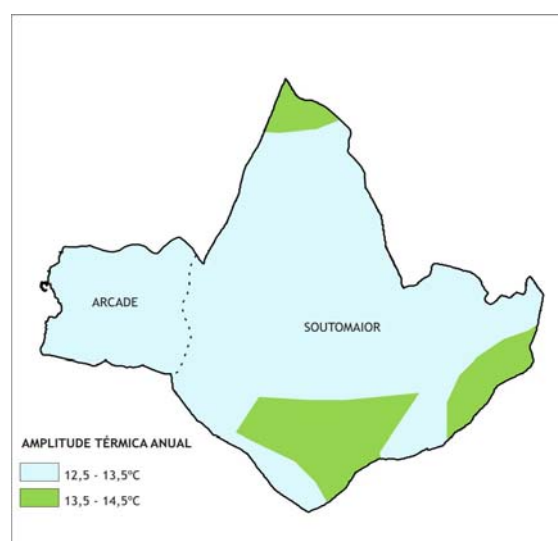 ARCADE
SOUTOMAIOR
AMPLITUDE TÉRMICA ANUAL
12,5 - 13,5ºC
13,5 - 14,5ºC